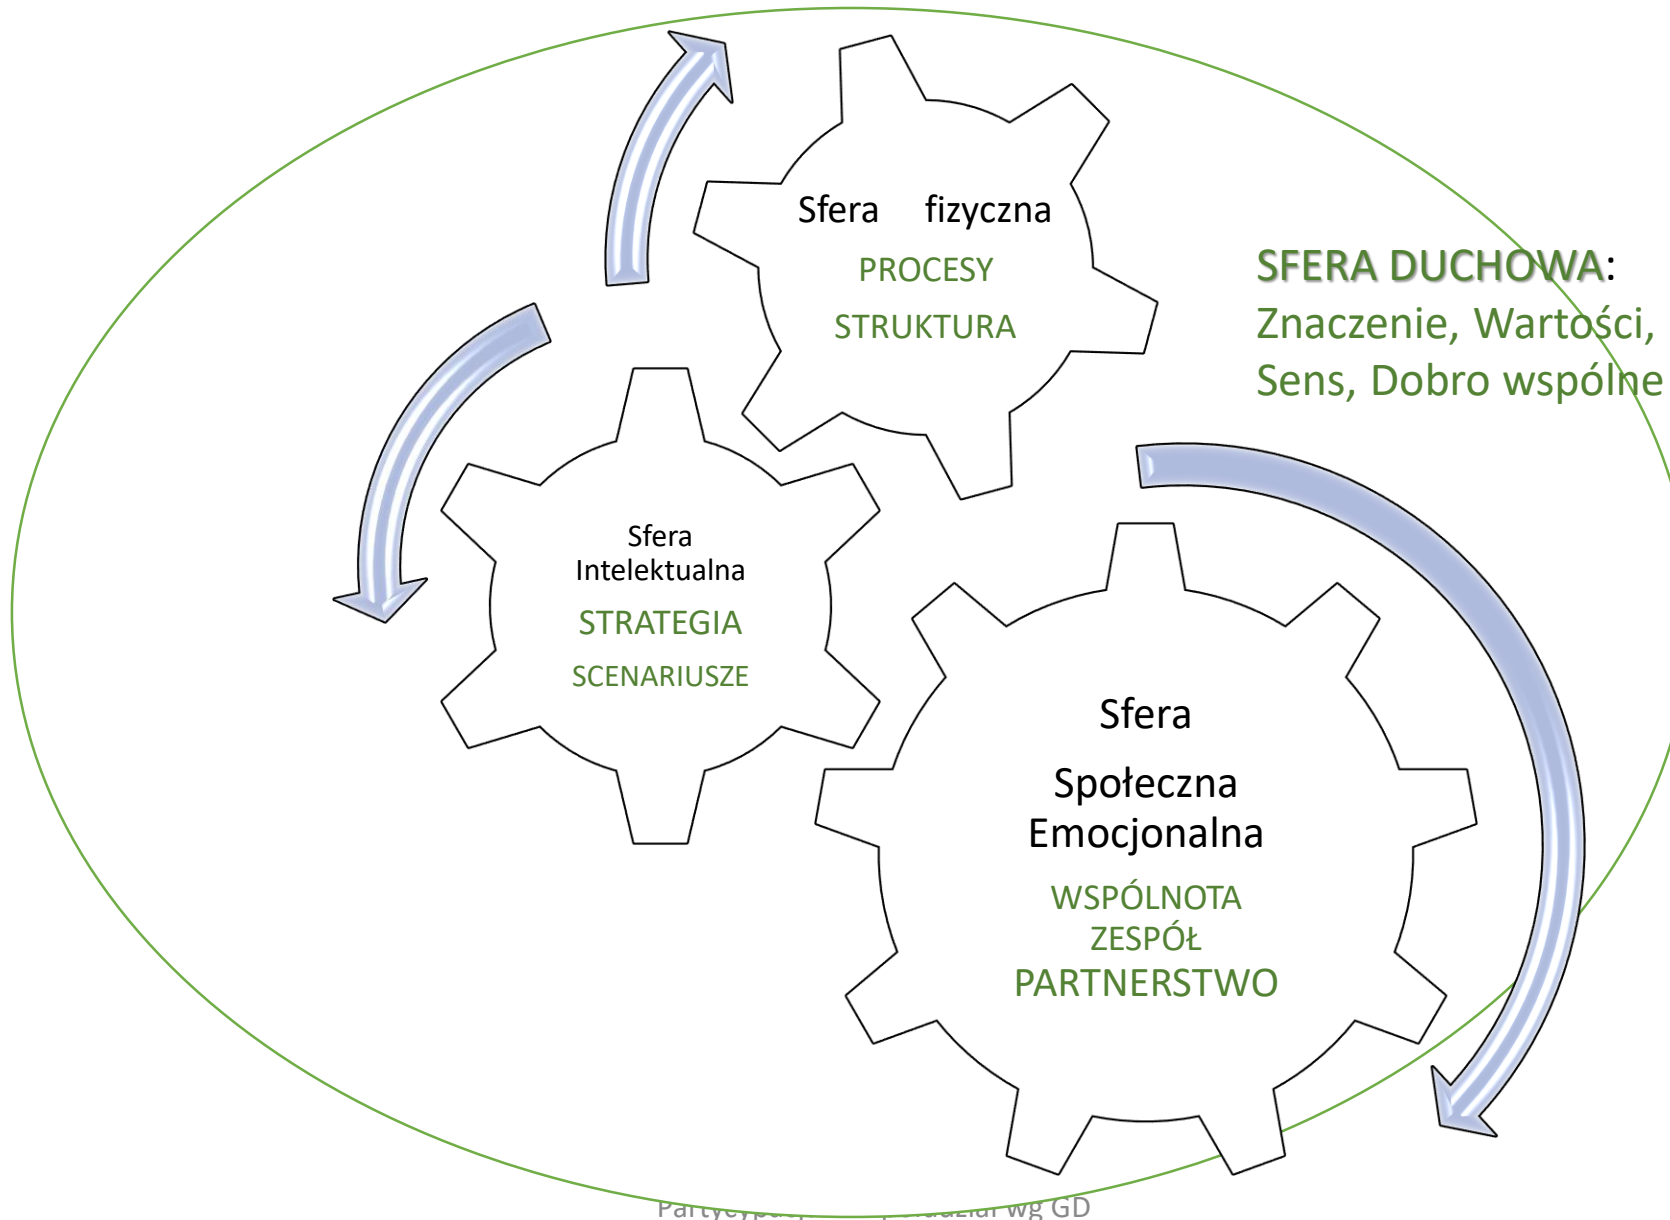 Sfera fizyczna
PROCESY
STRUKTURA
SFERA DUCHOWA:
Znaczenie, Wartości,
Sens, Dobro wspólne
Sfera
Intelektualna
STRATEGIA
SCENARIUSZE
Sfera
Społeczna
Emocjonalna
WSPÓLNOTA
ZESPÓŁ
PARTNERSTWO
wg GD